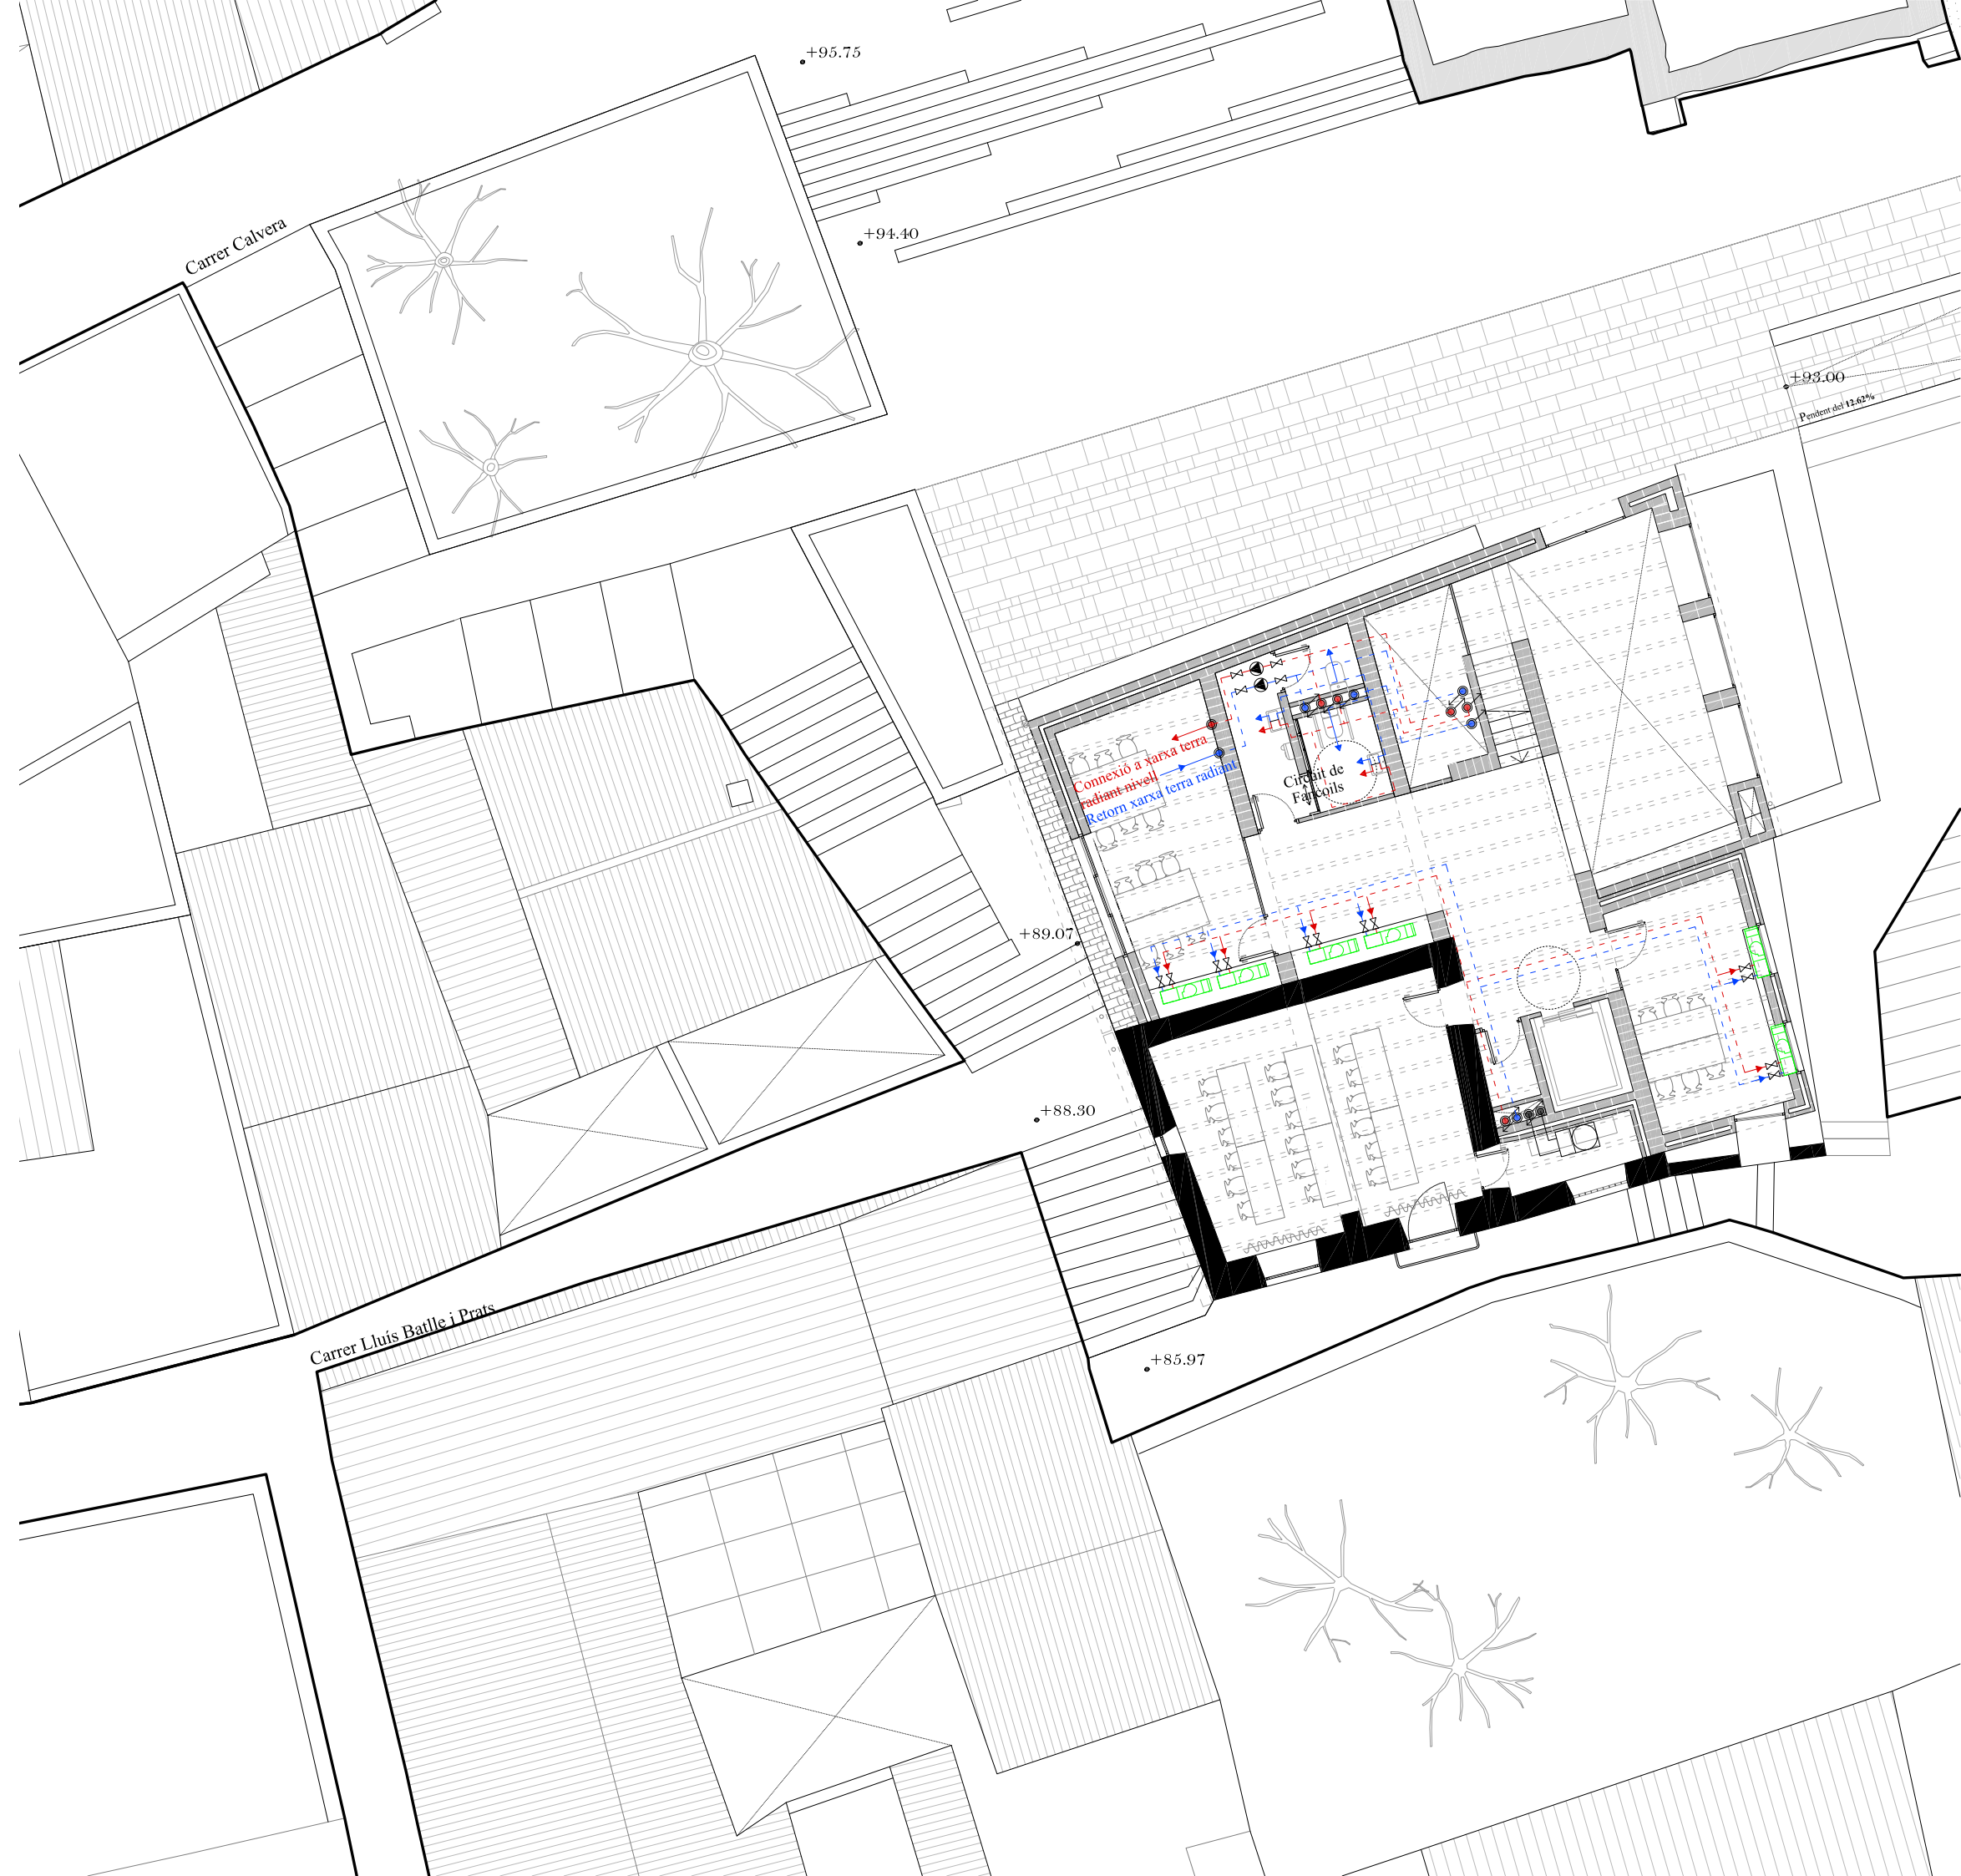 +95.75
Carrer Calvera
+94.40
+93.00
Pendent del 12.62%
Connexió a xarxa terra
radiant nivell
Retorn xarxa terra radiant
Circuit de
Fancoils
+89.07
+88.30
Carrer Lluís Batlle i Prats
+85.97